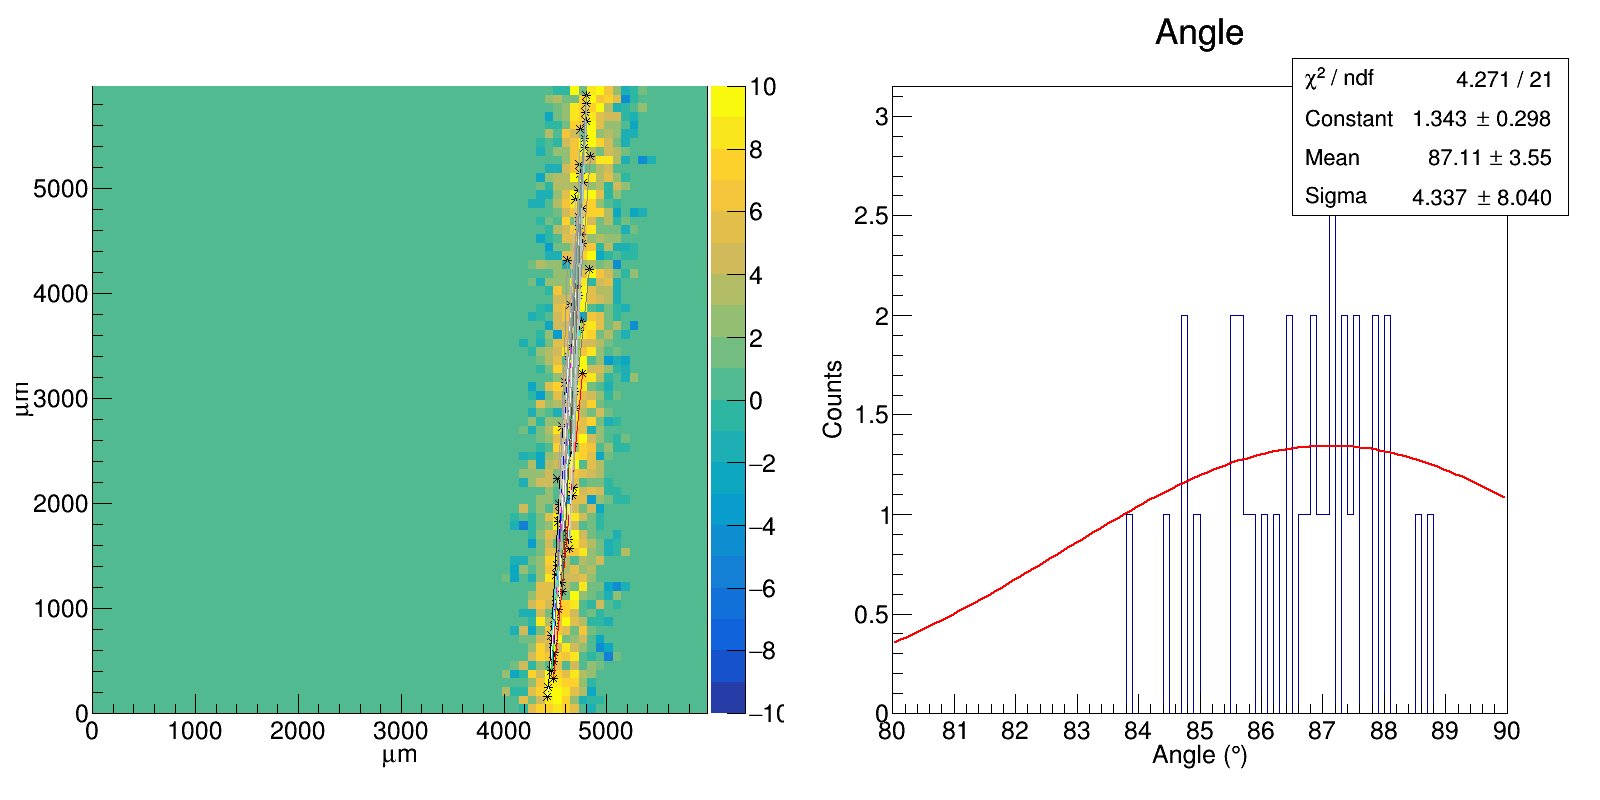 Angle
χ² / ndf 4.271 / 21
Constant 1.343 ± 0.298
Mean 87.11 ± 3.55
Sigma 4.337 ± 8.040
10
8
6
4
2
0
−2
−4
−6
−8
−10
5000
4000
3000
2000
1000
0
μm
0 1000 2000 3000 4000 5000
μm
3
2.5
2
1.5
1
0.5
0
Counts
80 81 82 83 84 85 86 87 88 89 90
Angle (°)